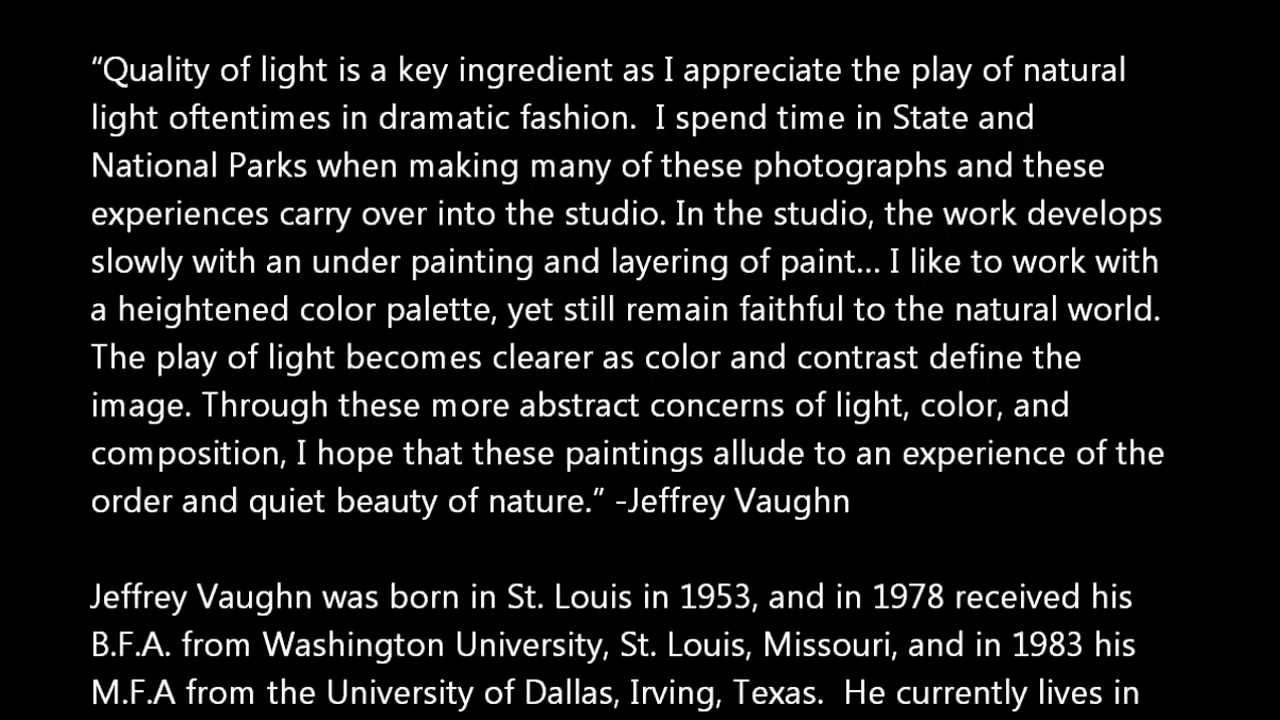 “Quality of light is a key ingredient as I appreciate the play of natural
light oftentimes in dramatic fashion.  I spend time in State and
National Parks when making many of these photographs and these
experiences carry over into the studio. In the studio, the work develops
slowly with an under painting and layering of paint... I like to work with
a heightened color palette, yet still remain faithful to the natural world.
The play of light becomes clearer as color and contrast define the
image. Through these more abstract concerns of light, color, and
composition, I hope that these paintings allude to an experience of the
order and quiet beauty of nature.” -Jeffrey Vaughn
Jeffrey Vaughn was born in St. Louis in 1953, and in 1978 received his
B.F.A. from Washington University, St. Louis, Missouri, and in 1983 his
M.F.A from the University of Dallas, Irving, Texas.  He currently lives in